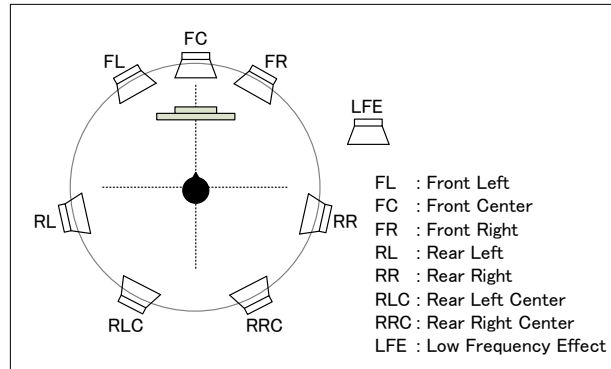 FC
FL
FR
LFE
RL
RR
RLC
RRC
FL : Front Left
FC : Front Center
FR : Front Right
RL : Rear Left
RR : Rear Right
RLC : Rear Left Center
RRC : Rear Right Center
LFE : Low Frequency Effect